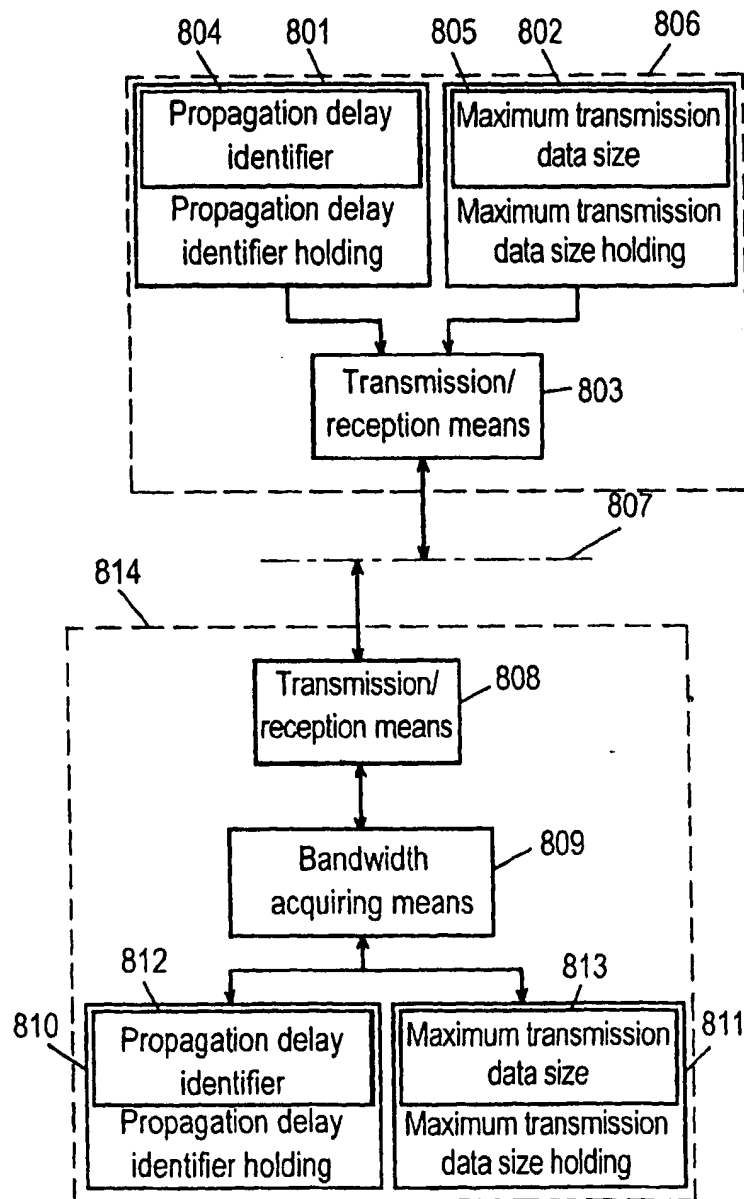 804 801 805 802 806
Propagation delay
identifier
Propagation delay
identifier holding
Maximum transmission
data size
Maximum transmission
data size holding
Transmission/
reception means
803
807
814
Transmission/
reception means
808
Bandwidth
acquiring means
809
812
813
810
811
Propagation delay
identifier
Propagation delay
identifier holding
Maximum transmission
data size
Maximum transmission
data size holding